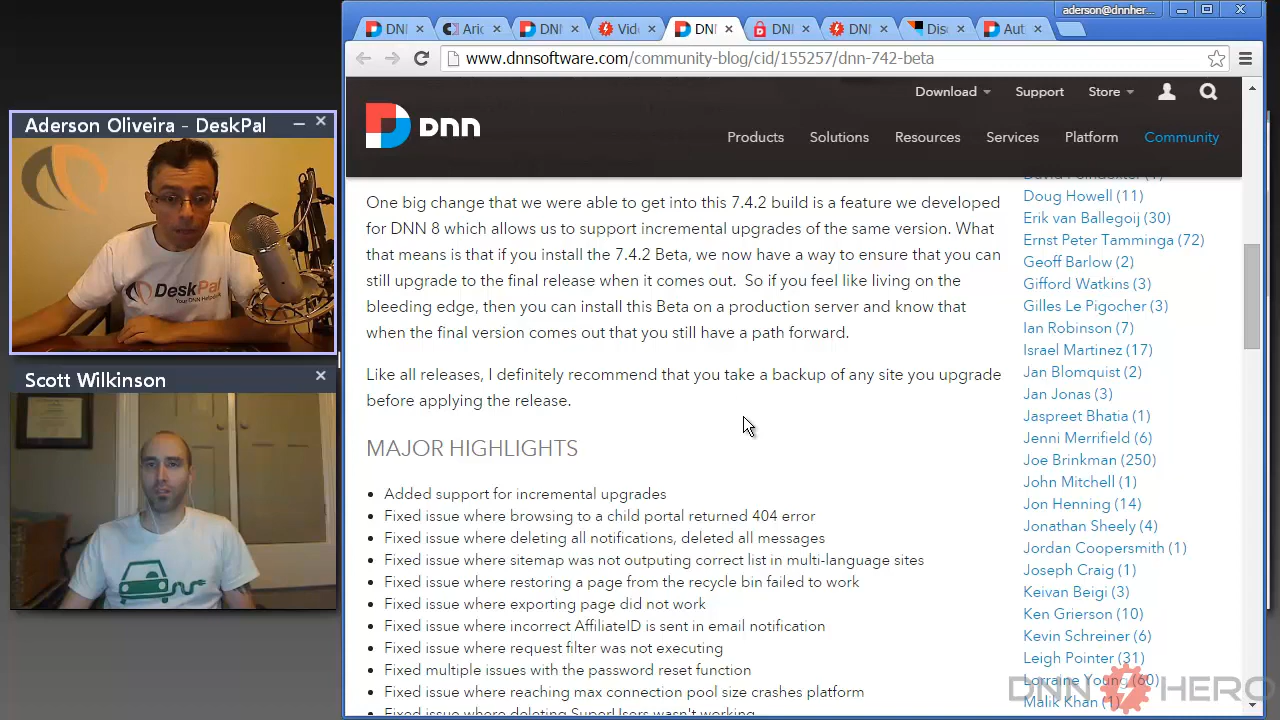 Aderson Oliveira - DeskPal
DeskPal
Scott Wilkinson
aderson@dnnher...
DNI
Aric
DNI
Vide
DNI
DNI
DNI
Dis
Aut
www.dnnsoftware.com/community-blog/cid/155257/dnn-742-beta
Download
Support
Store
DNN
Products
Solutions
Resources
Services
Platform
Community
One big change that we were able to get into this 7.4.2 build is a feature we developed
for DNN 8 which allows us to support incremental upgrades of the same version. What
that means is that if you install the 7.4.2 Beta, we now have a way to ensure that you can
still upgrade to the final release when it comes out. So if you feel like living on the
bleeding edge, then you can install this Beta on a production server and know that
when the final version comes out that you still have a path forward.
Like all releases, I definitely recommend that you take a backup of any site you upgrade
before applying the release.
MAJOR HIGHLIGHTS
Added support for incremental upgrades
Fixed issue where browsing to a child portal returned 404 error
Fixed issue where deleting all notifications, deleted all messages
Fixed issue where sitemap was not outputing correct list in multi-language sites
Fixed issue where restoring a page from the recycle bin failed to work
Fixed issue where exporting page did not work
Fixed issue where incorrect AffiliateID is sent in email notification
Fixed issue where request filter was not executing
Fixed multiple issues with the password reset function
Fixed issue where reaching max connection pool size crashes platform
Fixed issue where deleting SuperUsers wasn't working
David Poindexter (1)
Doug Howell (11)
Erik van Ballegoij (30)
Ernst Peter Tamminga (72)
Geoff Barlow (2)
Gifford Watkins (3)
Gilles Le Pigocher (3)
Ian Robinson (7)
Israel Martinez (17)
Jan Blomquist (2)
Jan Jonas (3)
Jaspreet Bhatia (1)
Jenni Merrifield (6)
Joe Brinkman (250)
John Mitchell (1)
Jon Henning (14)
Jonathan Sheely (4)
Jordan Coopersmith (1)
Joseph Craig (1)
Keivan Beigi (3)
Ken Grierson (10)
Kevin Schreiner (6)
Leigh Pointer (31)
Lorraine Young (60)
Malik Khan (1)
DNN HERO